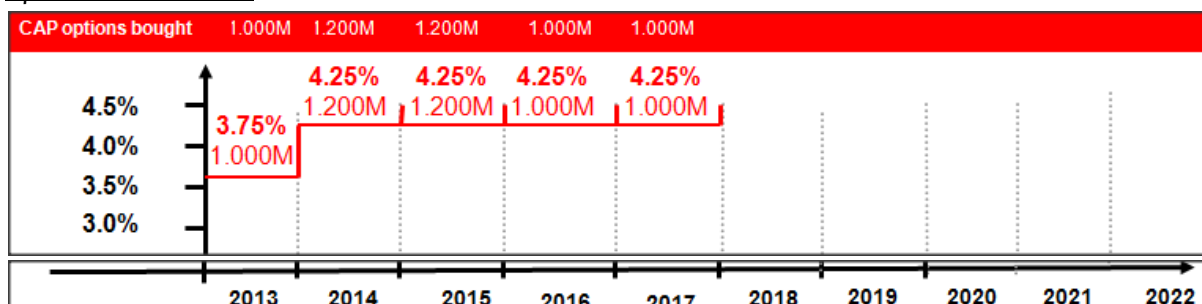 CAP options bought 1.000M 1.200M 1.200M 1.000M 1.000M
4.25% 4.25% 4.25% 4.25%
4.5% 1.200M 1.200M 1.000M 1.000M
3.75%
4.0% 1.000M
3.5%
3.0%
2013 2014 2015 2016 2017 2018 2019 2020 2021 2022